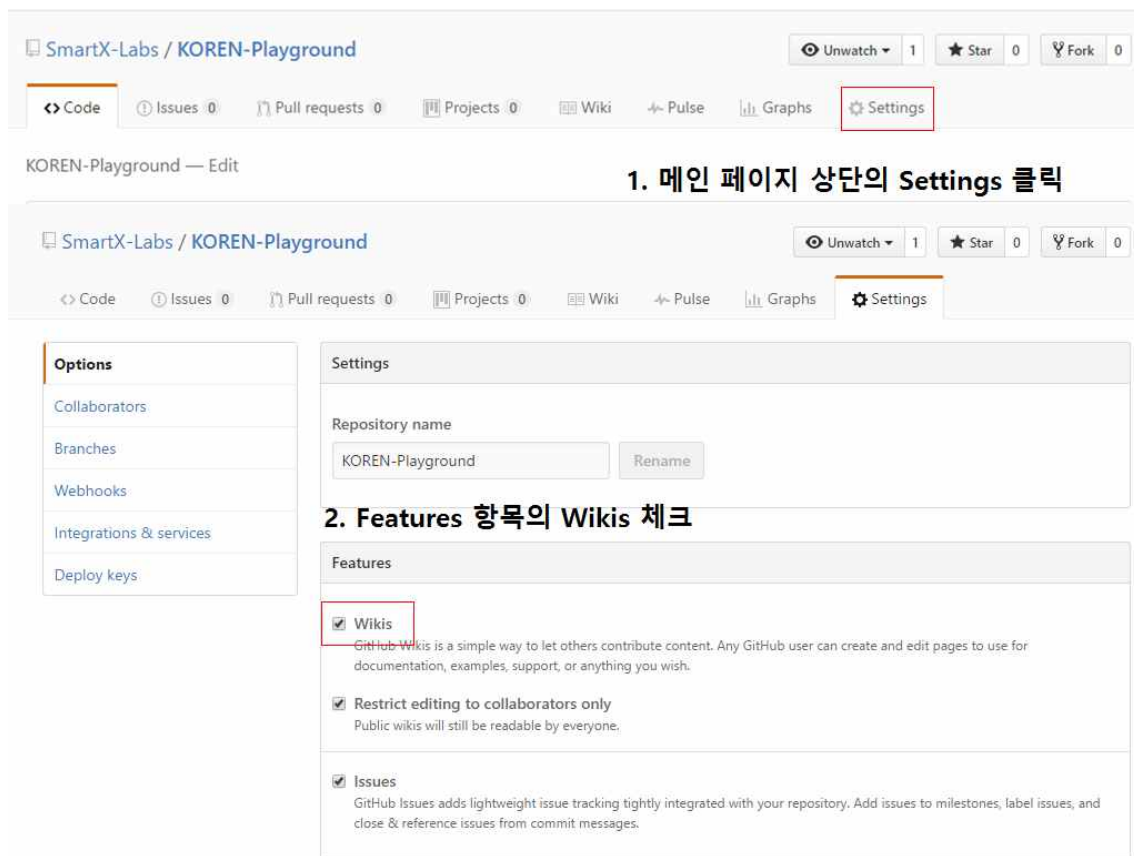 SmartX-Labs / KOREN-Playground
Unwatch 1 Star 0 Fork 0
Code Issues 0 Pull requests 0 Projects 0 Wiki Pulse Graphs Settings
KOREN-Playground — Edit
1. 메인 페이지 상단의 Settings 클릭
SmartX-Labs / KOREN-Playground
Unwatch 1 Star 0 Fork 0
Code Issues 0 Pull requests 0 Projects 0 Wiki Pulse Graphs Settings
Options
Collaborators
Branches
Webhooks
Integrations & services
Deploy keys
Settings
Repository name
KOREN-Playground Rename
2. Features 항목의 Wikis 체크
Features
Wikis
GitHub Wikis is a simple way to let others contribute content. Any GitHub user can create and edit pages to use for
documentation, examples, support, or anything you wish.
Restrict editing to collaborators only
Public wikis will still be readable by everyone.
Issues
GitHub Issues adds lightweight issue tracking tightly integrated with your repository. Add issues to milestones, label issues, and
close & reference issues from commit messages.